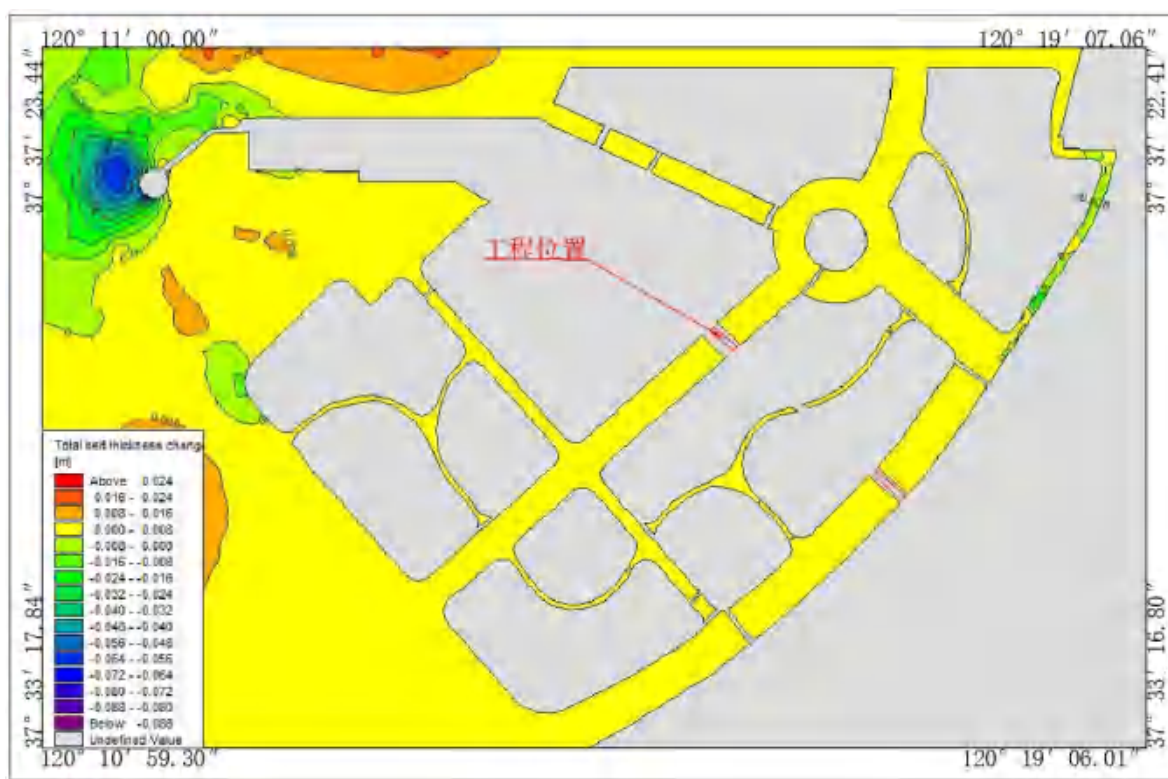 120° 11′ 00.00″
120° 19′ 07.06″
37° 37′ 23.44″
37° 37′ 22.41″
工程位置
Total sed thickness change
[m]
Above 0.024
0.016 - 0.024
0.008 - 0.016
0.000 - 0.008
-0.008 - 0.000
-0.016 - -0.008
-0.024 - -0.016
-0.032 - -0.024
-0.040 - -0.032
-0.048 - -0.040
-0.056 - -0.048
-0.064 - -0.056
-0.072 - -0.064
-0.080 - -0.072
-0.088 - -0.080
Below -0.088
Undefined Value
37° 33′ 17.84″
37° 33′ 16.80″
120° 10′ 59.30″
120° 19′ 06.01″